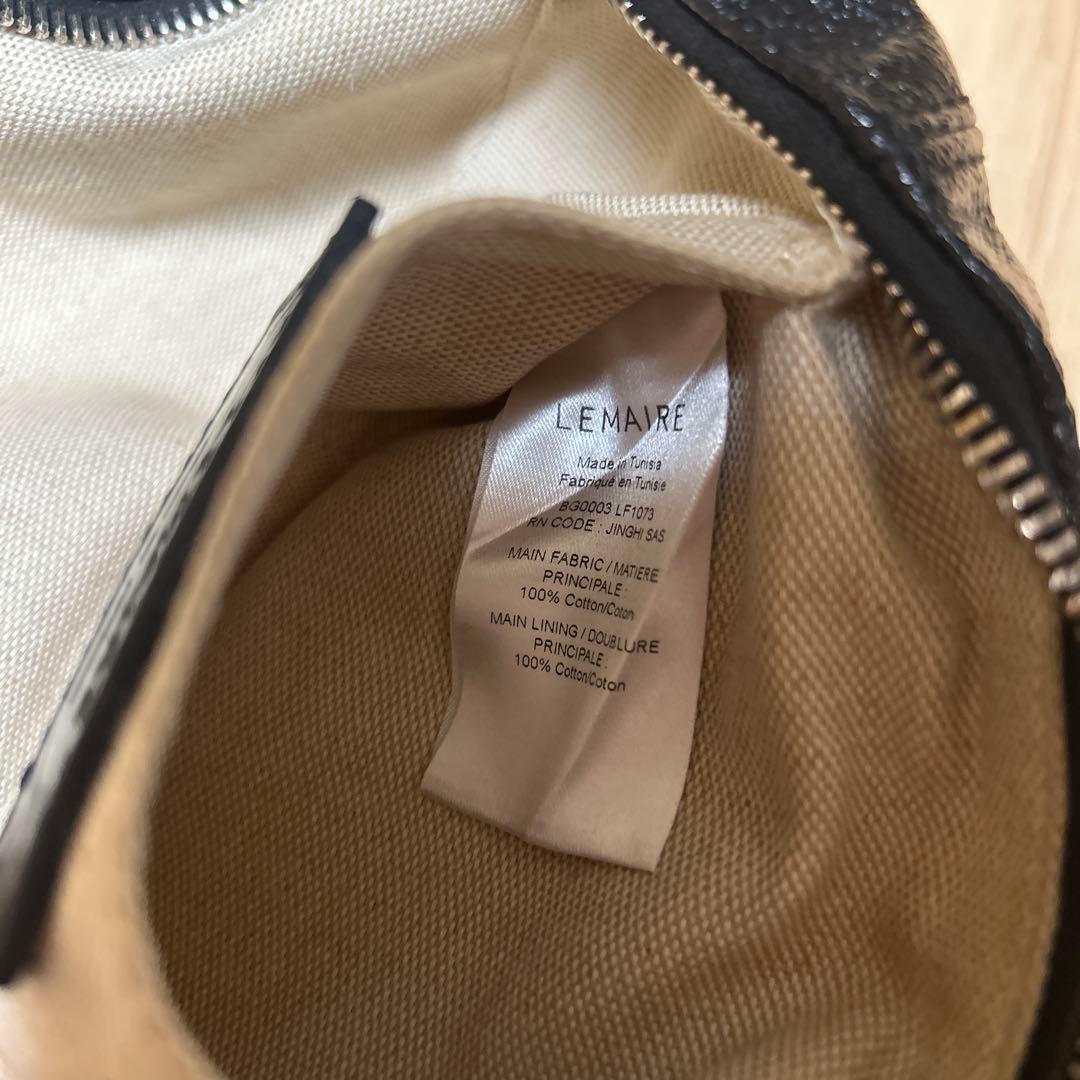 LEMAIRE
Made in Tunisia
Fabriqué en Tunisie
BG0003 LF1073
RN CODE : JINGHI SAS
MAIN FABRIC / MATIERE
PRINCIPALE :
100% Cotton/Coton
MAIN LINING / DOUBLURE
PRINCIPALE :
100% Cotton/Coton